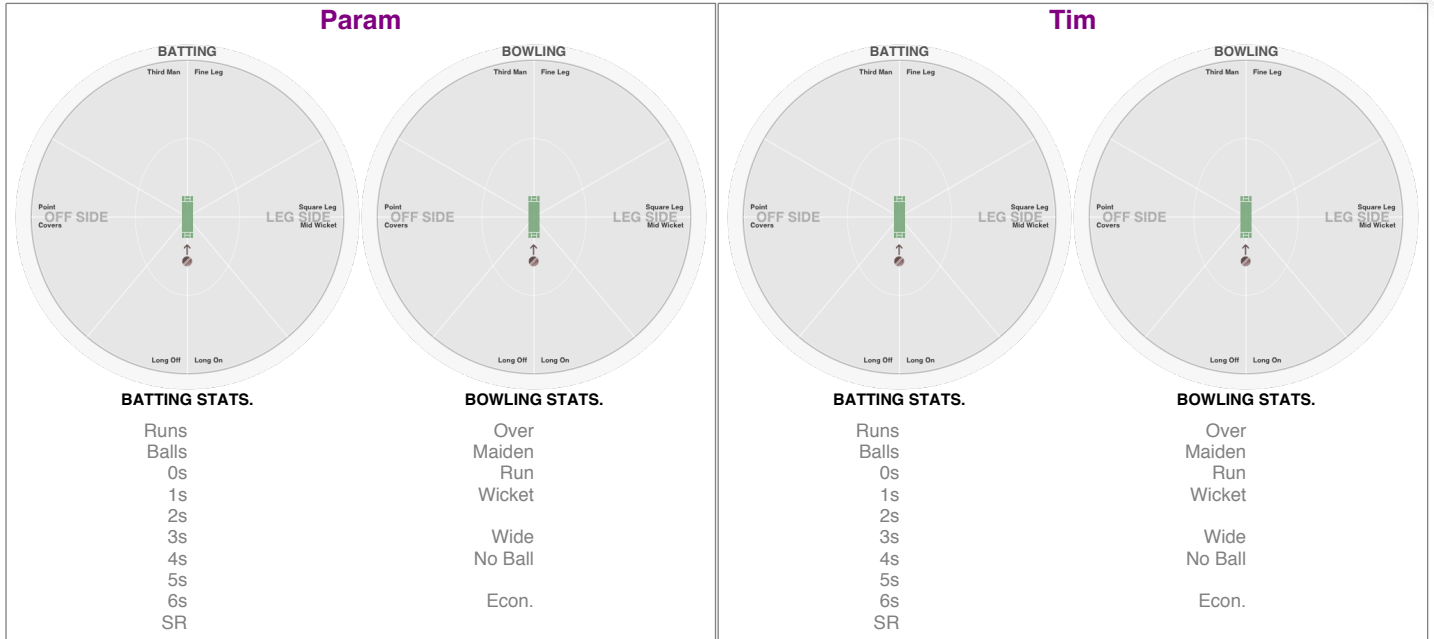 Param
BATTING
Third Man Fine Leg
Point
OFF SIDE
Covers
Square Leg
LEG SIDE
Mid Wicket
Long Off Long On
BOWLING
Third Man Fine Leg
Point
OFF SIDE
Covers
Square Leg
LEG SIDE
Mid Wicket
Long Off Long On
BATTING STATS.
Runs
Balls
0s
1s
2s
3s
4s
5s
6s
SR
BOWLING STATS.
Over
Maiden
Run
Wicket
Wide
No Ball
Econ.
Tim
BATTING
Third Man Fine Leg
Point
OFF SIDE
Covers
Square Leg
LEG SIDE
Mid Wicket
Long Off Long On
BOWLING
Third Man Fine Leg
Point
OFF SIDE
Covers
Square Leg
LEG SIDE
Mid Wicket
Long Off Long On
BATTING STATS.
Runs
Balls
0s
1s
2s
3s
4s
5s
6s
SR
BOWLING STATS.
Over
Maiden
Run
Wicket
Wide
No Ball
Econ.